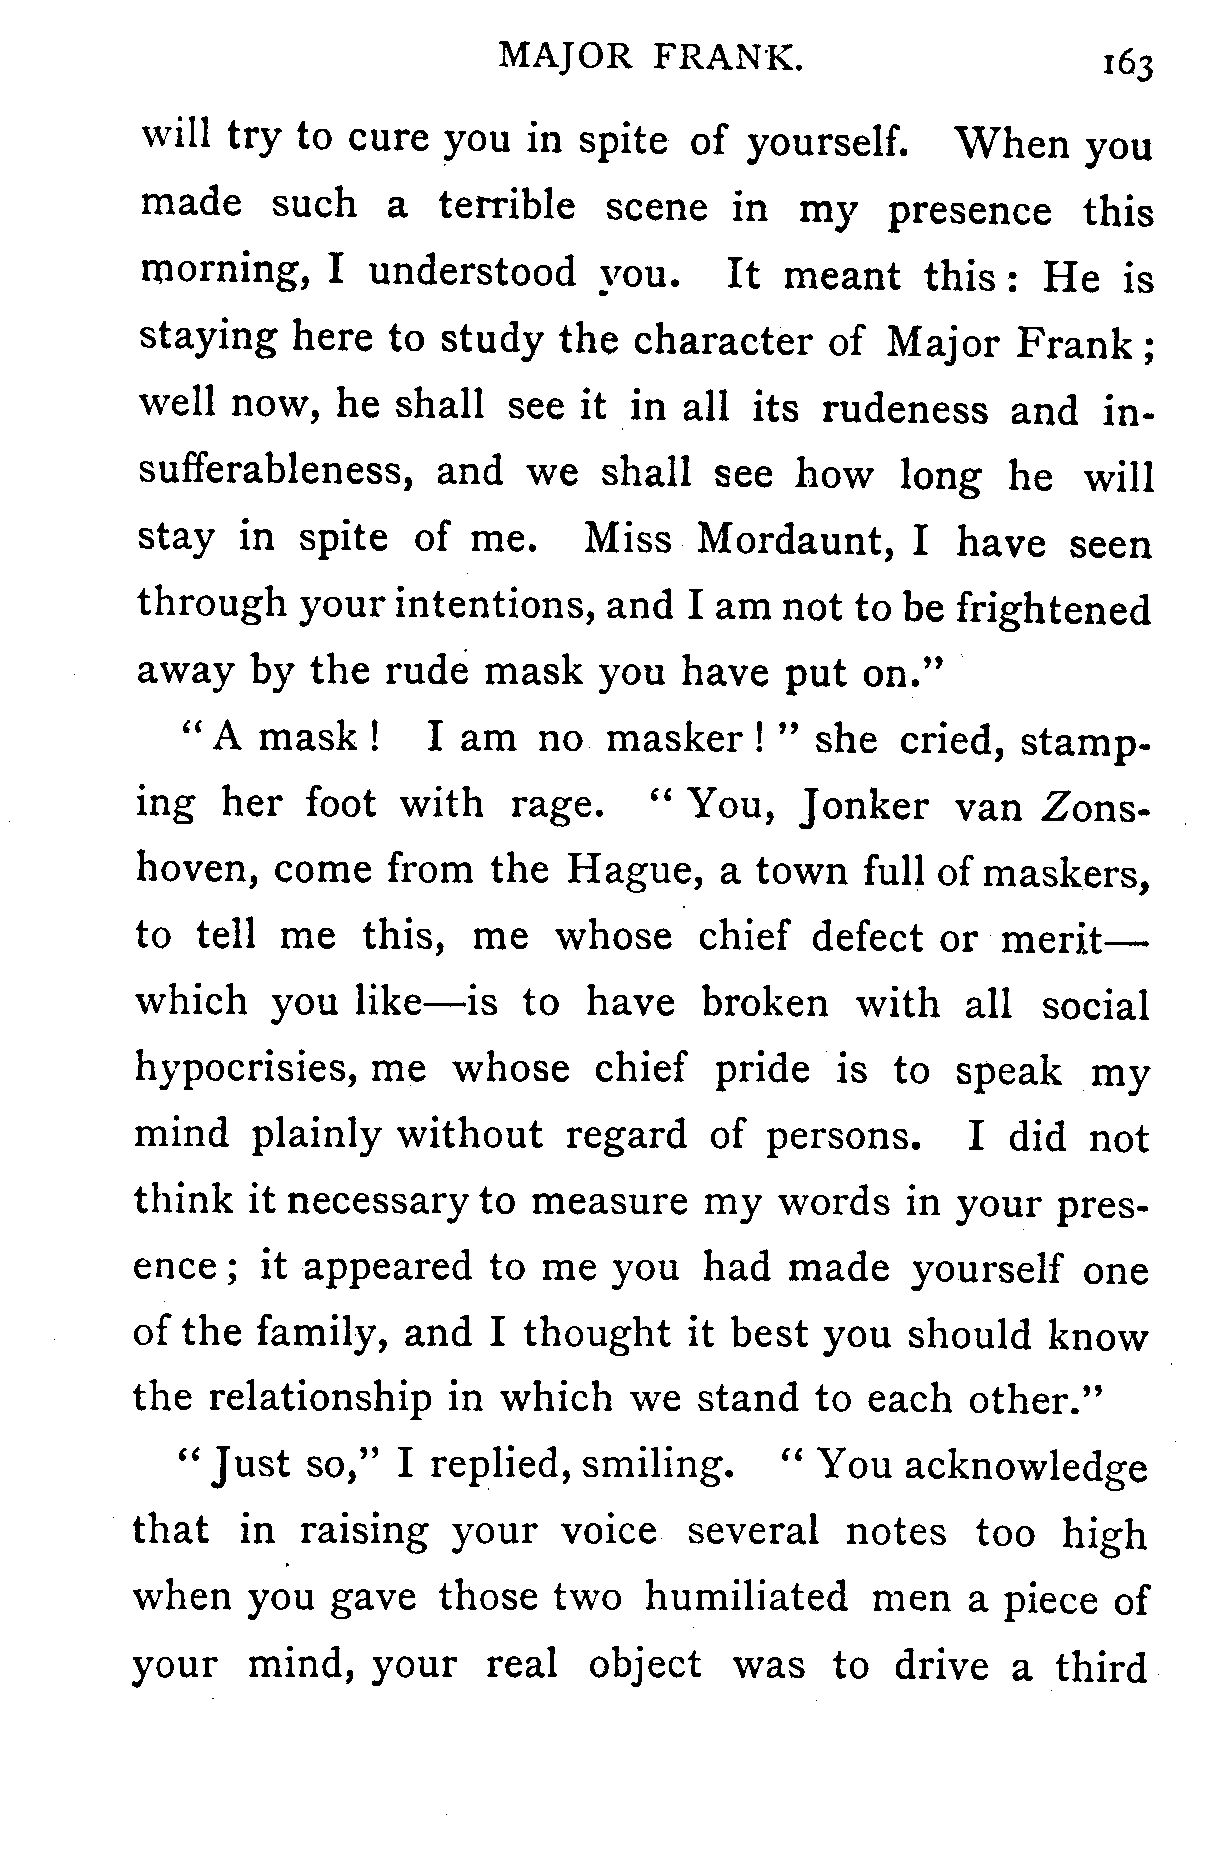 MAJOR FRANK. 163
will try to cure you in spite of yourself. When you
made such a terrible scene in my presence this
morning, I understood you. It meant this : He is
staying here to study the character of Major Frank ;
well now, he shall see it in all its rudeness and in-
sufferableness, and we shall see how long he will
stay in spite of me. Miss Mordaunt, I have seen
through your intentions, and I am not to be frightened
away by the rude mask you have put on."
" A mask ! I am no masker ! " she cried, stamp-
ing her foot with rage. " You, Jonker van Zons-
hoven, come from the Hague, a town full of maskers,
to tell me this, me whose chief defect or merit—
which you like—is to have broken with all social
hypocrisies, me whose chief pride is to speak my
mind plainly without regard of persons. I did not
think it necessary to measure my words in your pres-
ence ; it appeared to me you had made yourself one
of the family, and I thought it best you should know
the relationship in which we stand to each other."
" Just so," I replied, smiling. " You acknowledge
that in raising your voice several notes too high
when you gave those two humiliated men a piece of
your mind, your real object was to drive a third